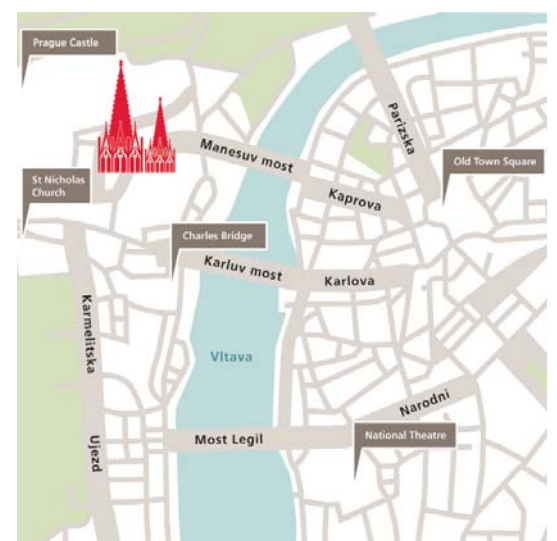 Prague Castle
Parizska
Manesuv most
Old Town Square
St Nicholas
Church
Kaprova
Charles Bridge
Karluv most
Karlova
Karmelitska
Vltava
Narodni
Ujezd
Most Legil
National Theatre